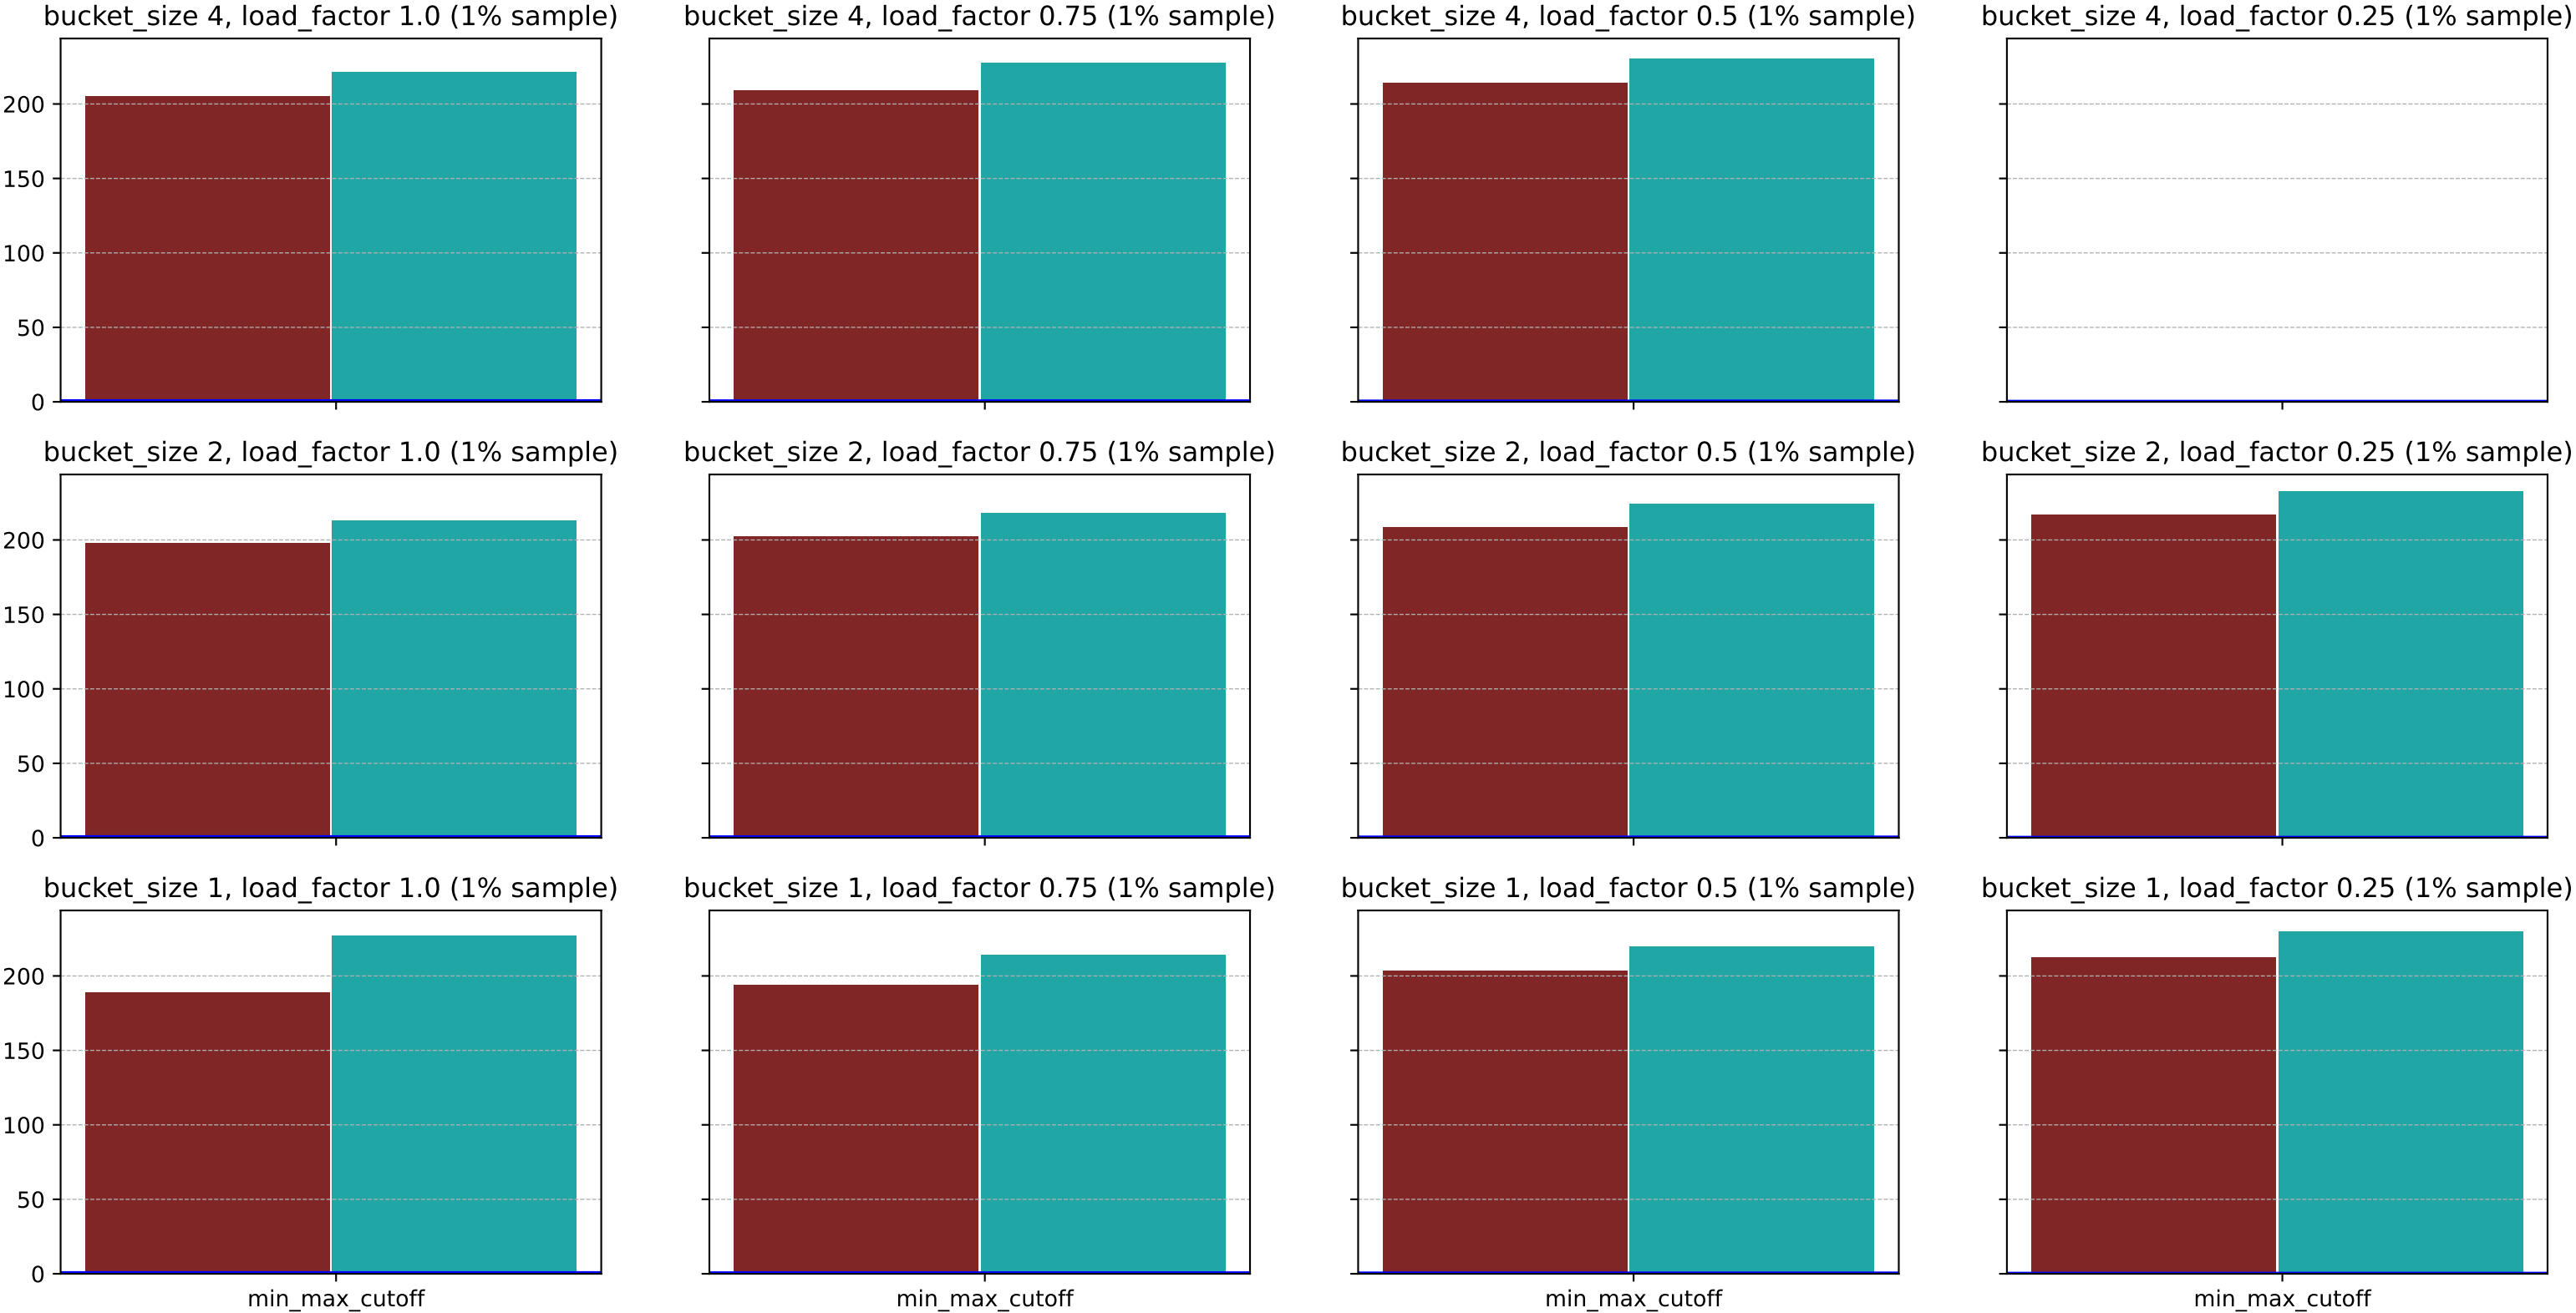 bucket_size 4, load_factor 1.0 (1% sample)
bucket_size 4, load_factor 0.75 (1% sample)
bucket_size 4, load_factor 0.5 (1% sample)
bucket_size 4, load_factor 0.25 (1% sample)
200
150
100
50
0
bucket_size 2, load_factor 1.0 (1% sample)
bucket_size 2, load_factor 0.75 (1% sample)
bucket_size 2, load_factor 0.5 (1% sample)
bucket_size 2, load_factor 0.25 (1% sample)
200
150
100
50
0
bucket_size 1, load_factor 1.0 (1% sample)
bucket_size 1, load_factor 0.75 (1% sample)
bucket_size 1, load_factor 0.5 (1% sample)
bucket_size 1, load_factor 0.25 (1% sample)
200
150
100
50
0
min_max_cutoff
min_max_cutoff
min_max_cutoff
min_max_cutoff